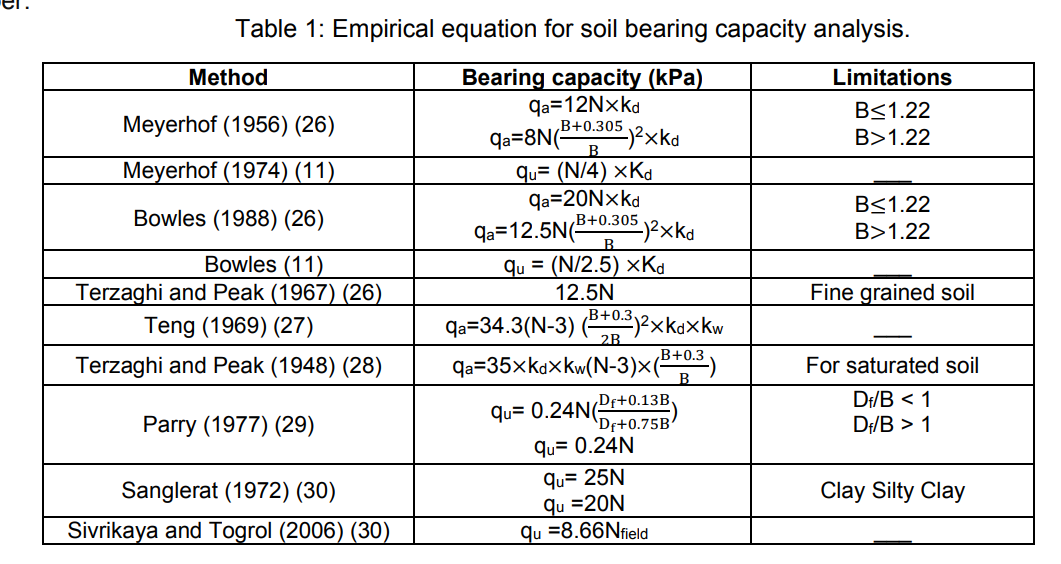 Table 1: Empirical equation for soil bearing capacity analysis.
Method Bearing capacity (kPa) Limitations
Meyerhof (1956) (26) qa=12N×kd B≤1.22
qa=8N((B+0.305)/B)²×kd B>1.22
Meyerhof (1974) (11) qu= (N/4) ×Kd ___
Bowles (1988) (26) qa=20N×kd B≤1.22
qa=12.5N((B+0.305)/B)²×kd B>1.22
Bowles (11) qu = (N/2.5) ×Kd ___
Terzaghi and Peak (1967) (26) 12.5N Fine grained soil
Teng (1969) (27) qa=34.3(N-3) ((B+0.3)/2B)²×kd×kw ___
Terzaghi and Peak (1948) (28) qa=35×kd×kw(N-3)×((B+0.3)/B) For saturated soil
Parry (1977) (29) qu= 0.24N((Df+0.13B)/(Df+0.75B)) Df/B < 1
qu= 0.24N Df/B > 1
Sanglerat (1972) (30) qu= 25N Clay Silty Clay
qu =20N
Sivrikaya and Togrol (2006) (30) qu =8.66Nfield ___